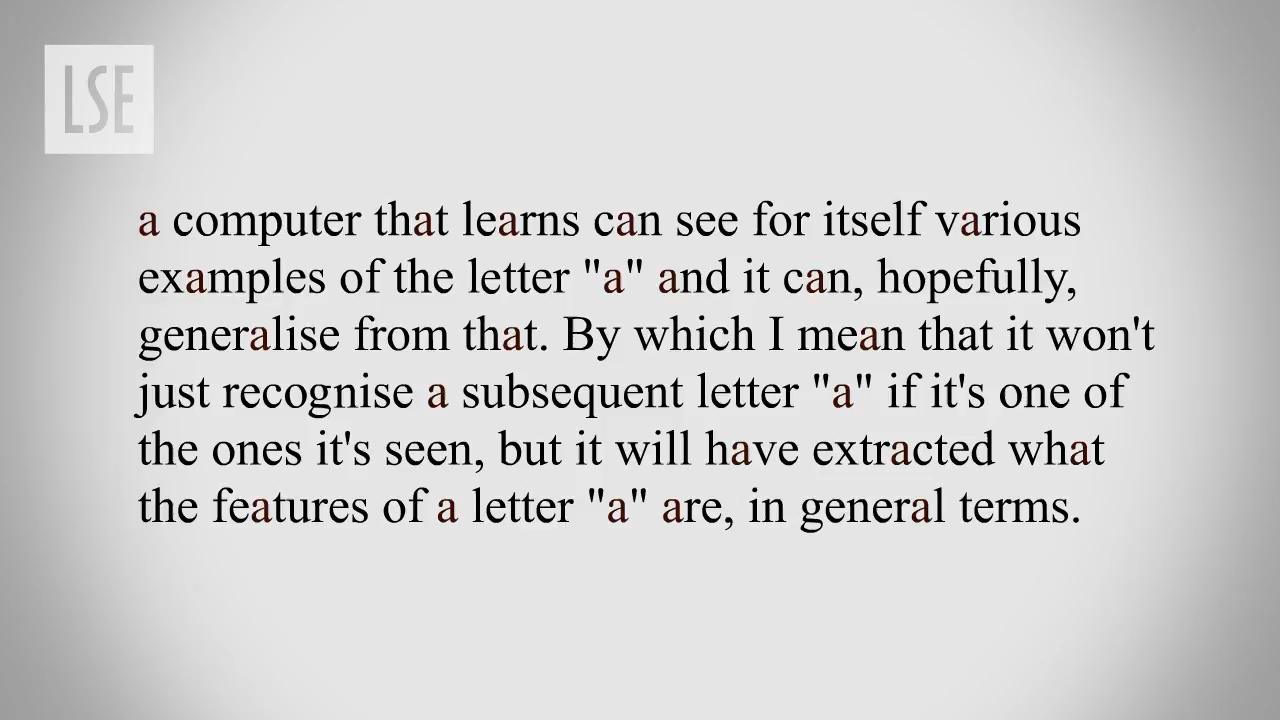 LSE
a computer that learns can see for itself various
examples of the letter "a" and it can, hopefully,
generalise from that. By which I mean that it won't
just recognise a subsequent letter "a" if it's one of
the ones it's seen, but it will have extracted what
the features of a letter "a" are, in general terms.